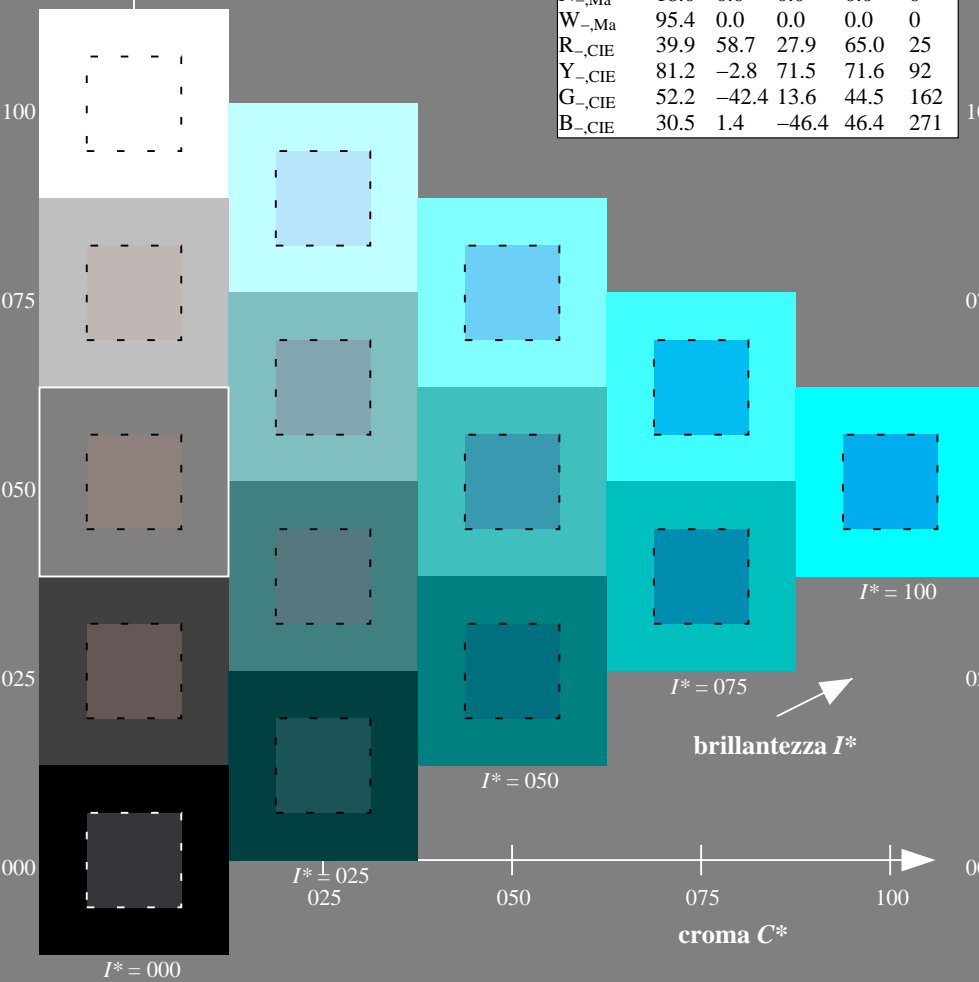 W–,Ma 95.4 0.0 0.0 0.0 0
R–,CIE 39.9 58.7 27.9 65.0 25
Y–,CIE 81.2 −2.8 71.5 71.6 92
G–,CIE 52.2 −42.4 13.6 44.5 162
B–,CIE 30.5 1.4 −46.4 46.4 271
100
075
050
025
000
I* = 100
I* = 075
brillantezza I*
I* = 050
I* = 025
025
050
075
100
croma C*
I* = 000